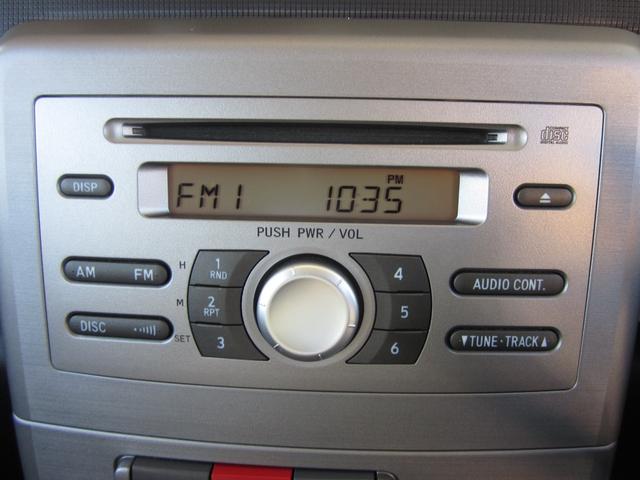 disc
DISP
PM
FM1 1035
PUSH PWR / VOL
AM FM
H
1
RND
4
AUDIO CONT.
M
2
RPT
5
DISC
SET
3
6
▼TUNE·TRACK▲